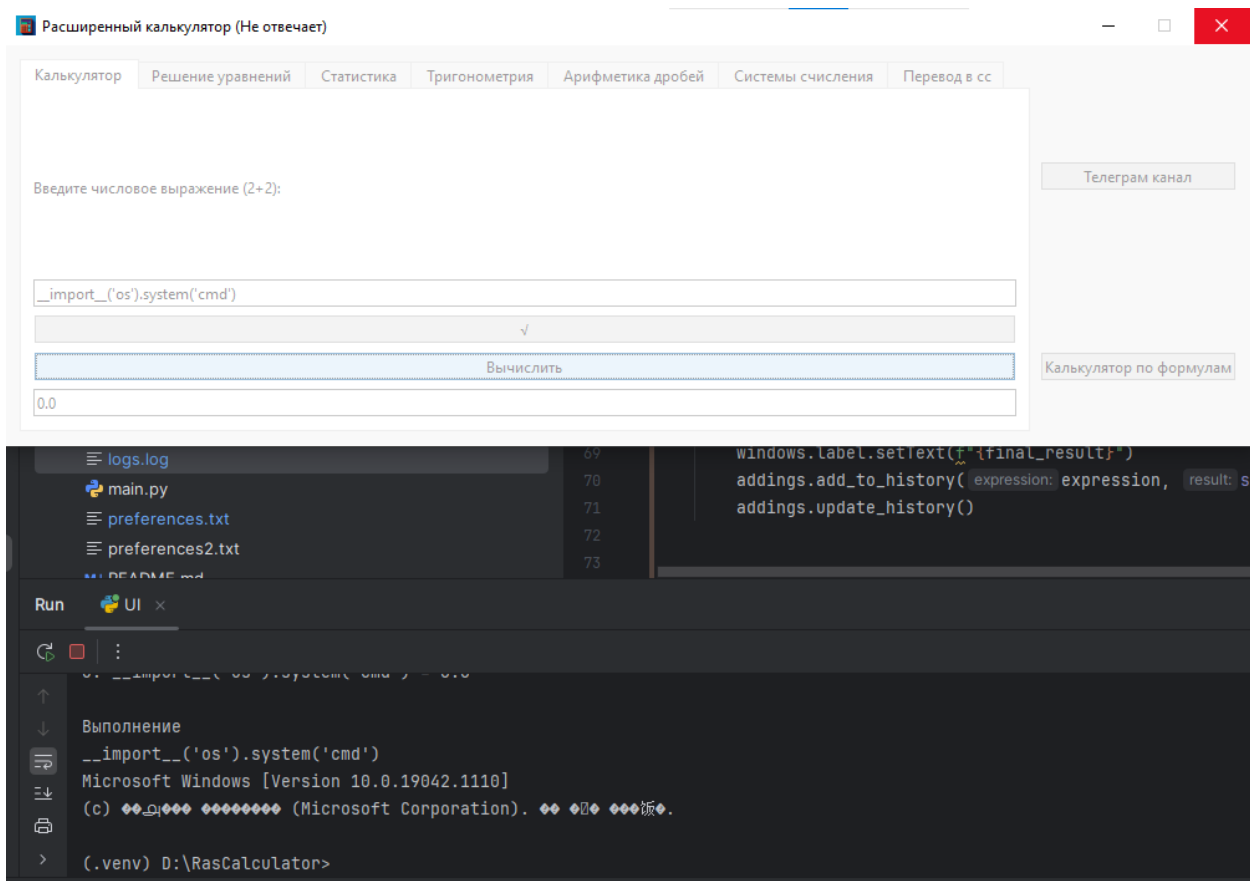 Расширенный калькулятор (Не отвечает)
Калькулятор Решение уравнений Статистика Тригонометрия Арифметика дробей Системы счисления Перевод в сс
Введите числовое выражение (2+2):
Телеграм канал
__import__('os').system('cmd')
√
Вычислить
Калькулятор по формулам
0.0
logs.log
main.py
preferences.txt
preferences2.txt
README.md
69 windows.label.setText(f"{final_result}")
70 addings.add_to_history( expression: expression, result: s
71 addings.update_history()
72
73
Run UI
Выполнение
__import__('os').system('cmd')
Microsoft Windows [Version 10.0.19042.1110]
(c) (Microsoft Corporation).
(.venv) D:\RasCalculator>